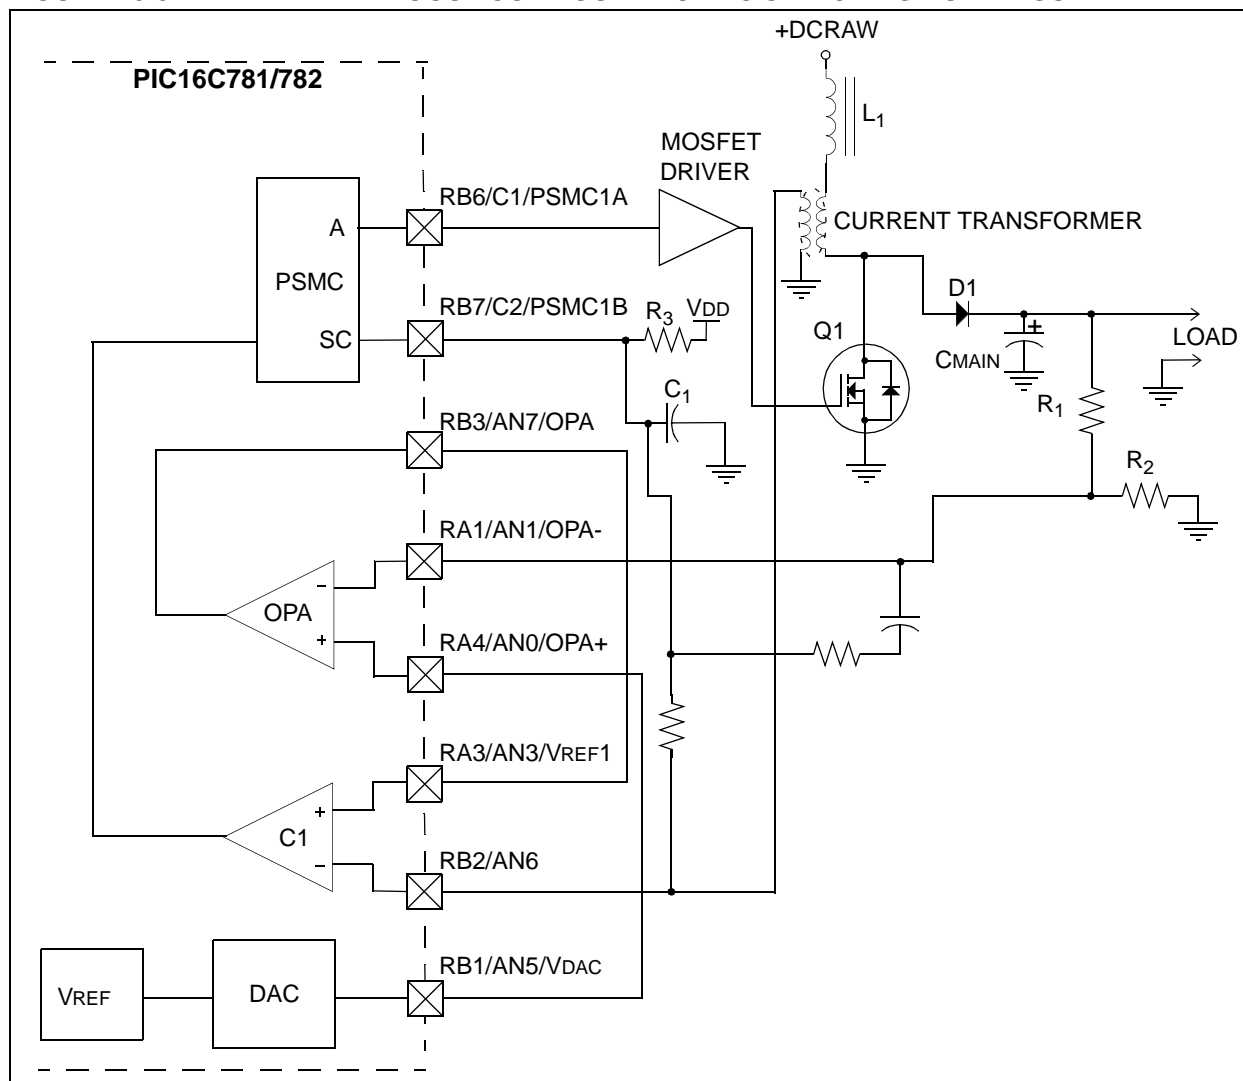 +DCRAW
PIC16C781/782
L1
MOSFET
DRIVER
RB6/C1/PSMC1A
A
CURRENT TRANSFORMER
PSMC
D1
RB7/C2/PSMC1B
R3
VDD
SC
Q1
LOAD
CMAIN
C1
R1
RB3/AN7/OPA
R2
RA1/AN1/OPA-
OPA
RA4/AN0/OPA+
RA3/AN3/VREF1
C1
RB2/AN6
RB1/AN5/VDAC
VREF
DAC